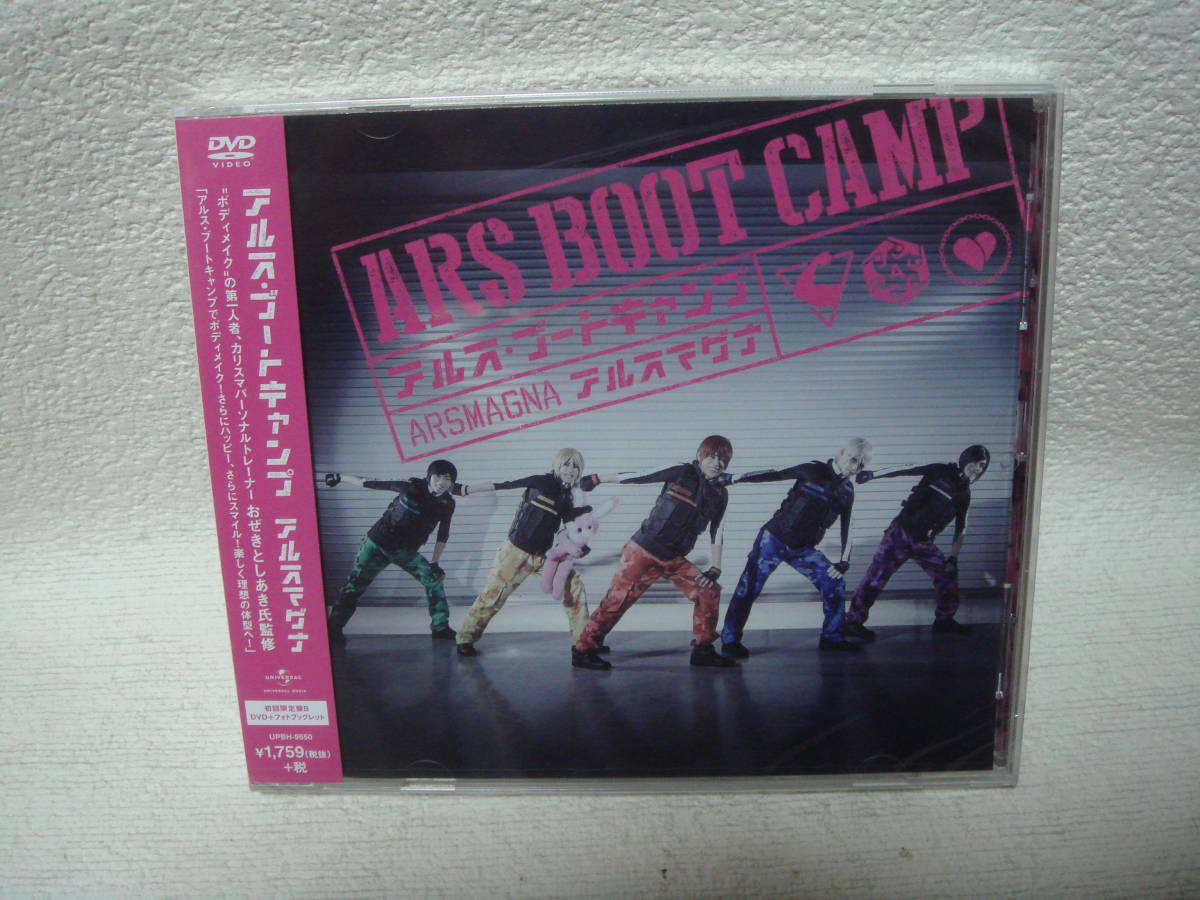 DVD
VIDEO
アルス・ブートキャンプ アルスマグナ
"ボディメイク"の第一人者、カリスマパーソナルトレーナー おぜきとしあき氏監修
「アルス・ブートキャンプでボディメイク!さらにハッピー、さらにスマイル!楽しく理想の体型へ!」
UNIVERSAL
UNIVERSAL MUSIC
初回限定盤B
DVD+フォトブックレット
UPBH-9550
¥1,759(税抜)
+税
ARS BOOT CAMP
アルス・ブートキャンプ
ARSMAGNA アルスマグナ